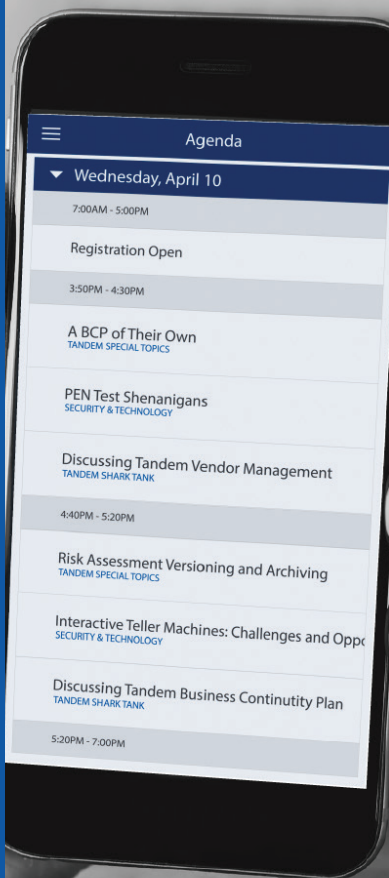 Agenda
Wednesday, April 10
7:00AM - 5:00PM
Registration Open
3:50PM - 4:30PM
A BCP of Their Own
TANDEM SPECIAL TOPICS
PEN Test Shenanigans
SECURITY & TECHNOLOGY
Discussing Tandem Vendor Management
TANDEM SHARK TANK
4:40PM - 5:20PM
Risk Assessment Versioning and Archiving
TANDEM SPECIAL TOPICS
Interactive Teller Machines: Challenges and Oppo
SECURITY & TECHNOLOGY
Discussing Tandem Business Continutity Plan
TANDEM SHARK TANK
5:20PM - 7:00PM